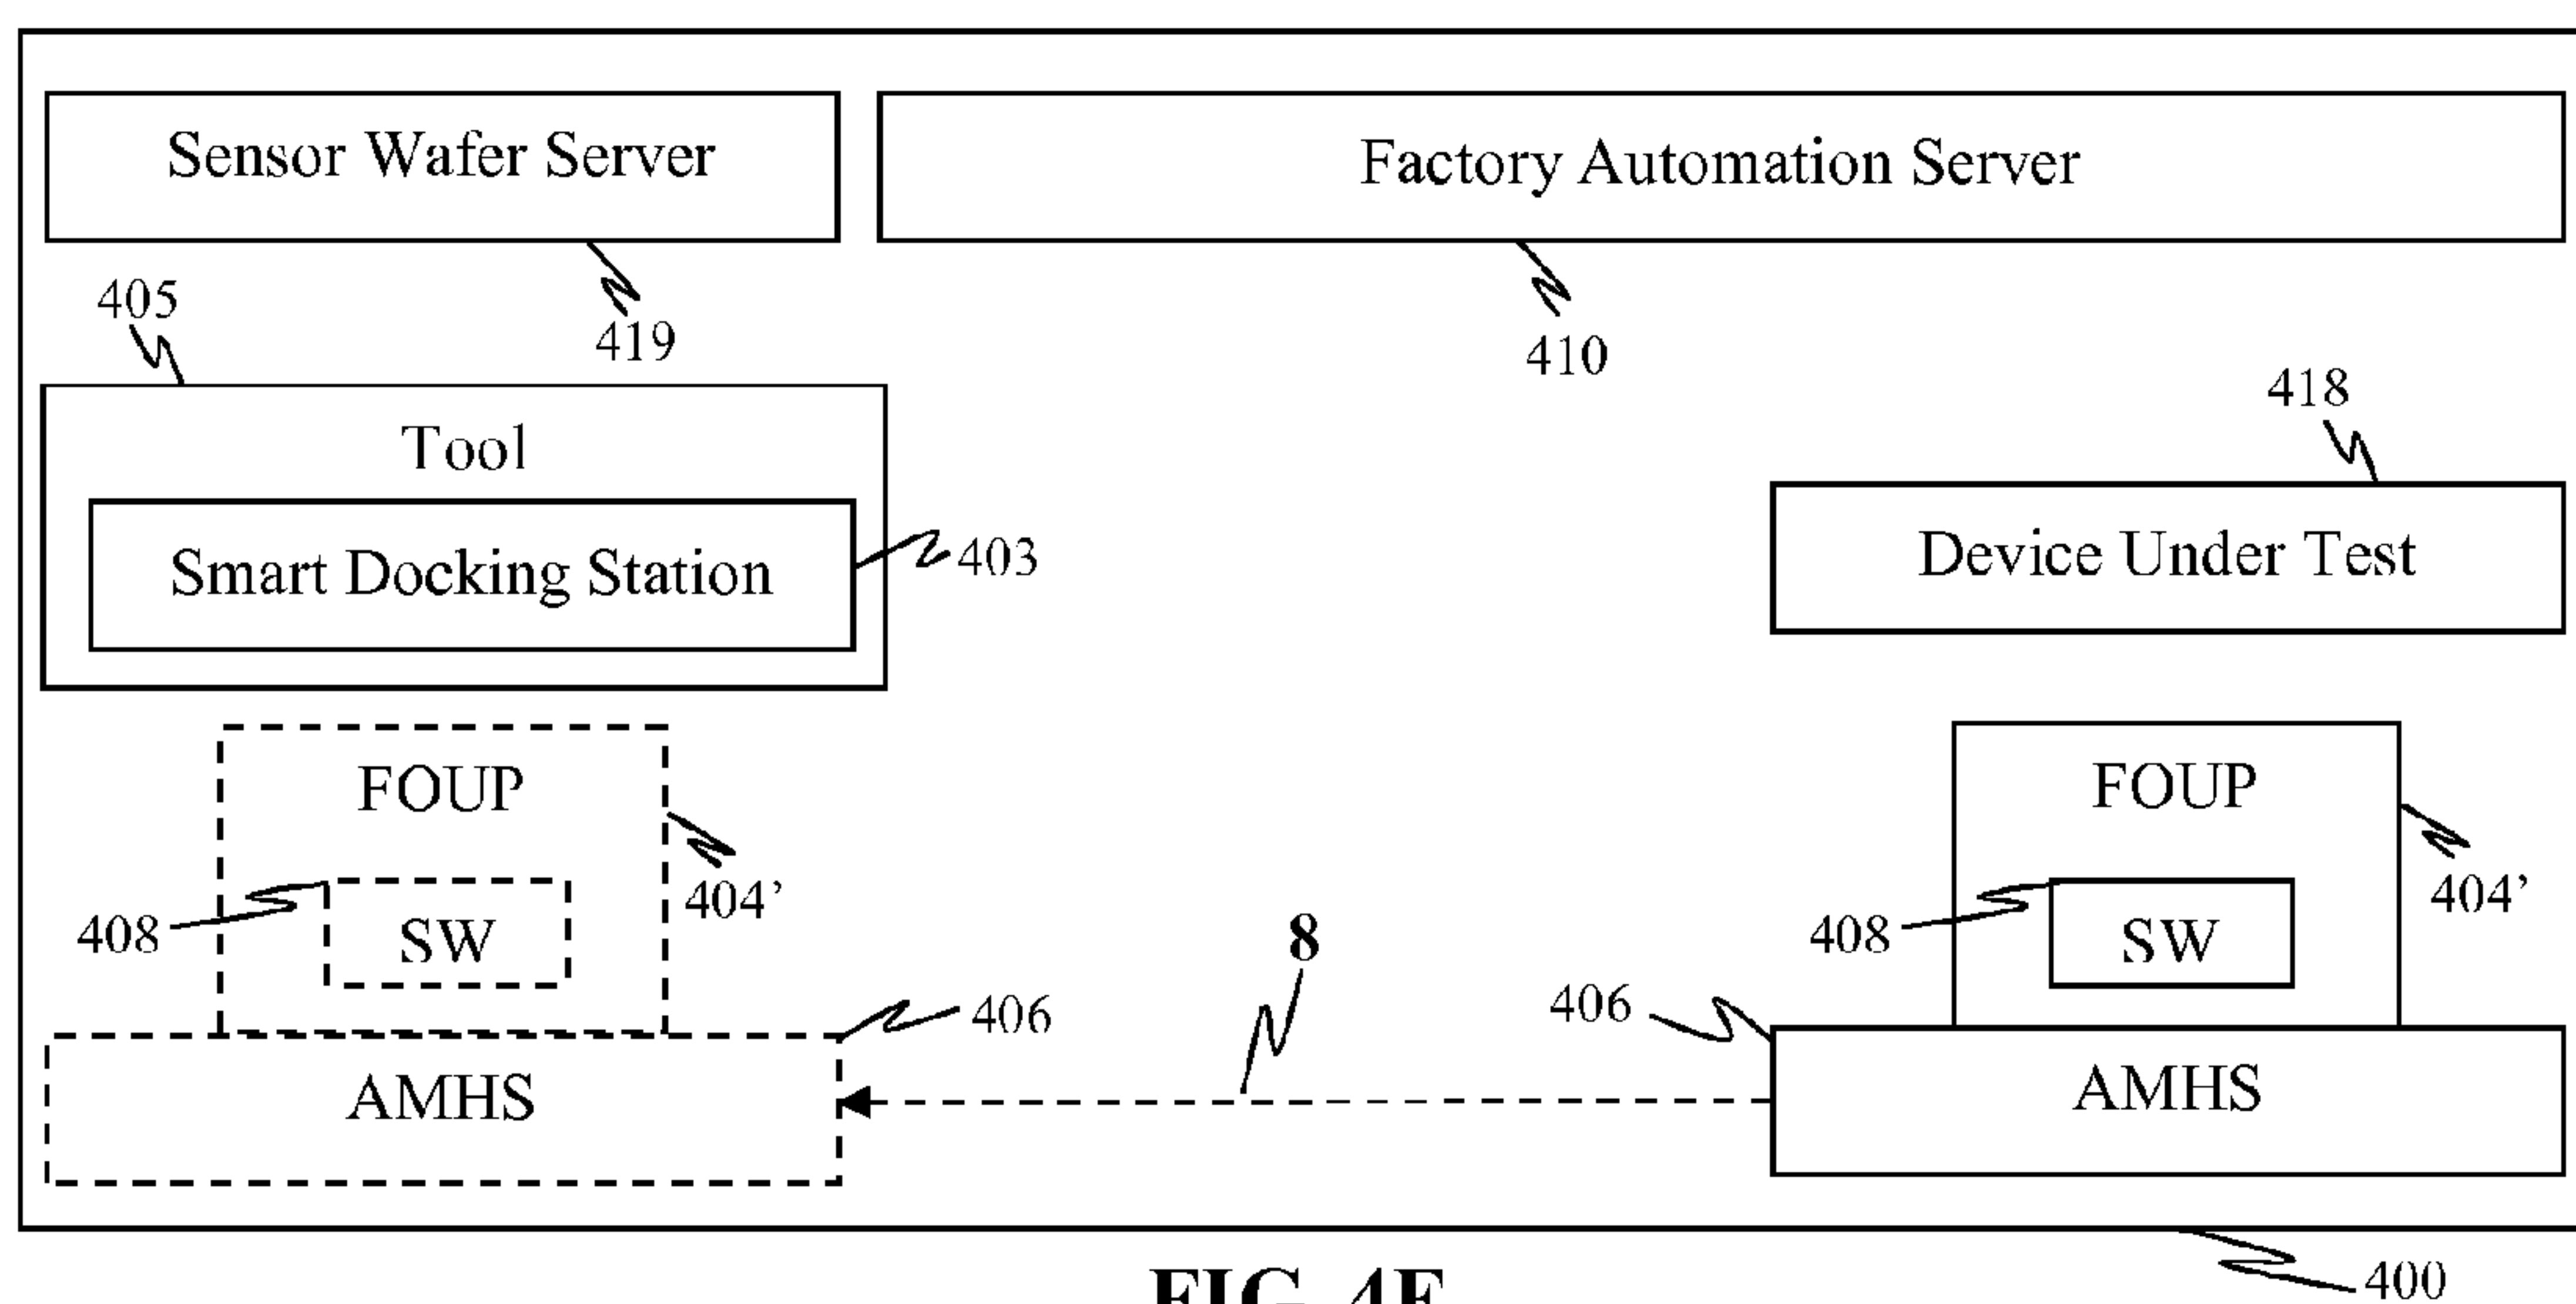 Sensor Wafer Server
Factory Automation Server
405
419
410
418
Tool
Smart Docking Station
403
Device Under Test
FOUP
404’
408
SW
406
AMHS
8
FOUP
404’
408
SW
406
AMHS
400